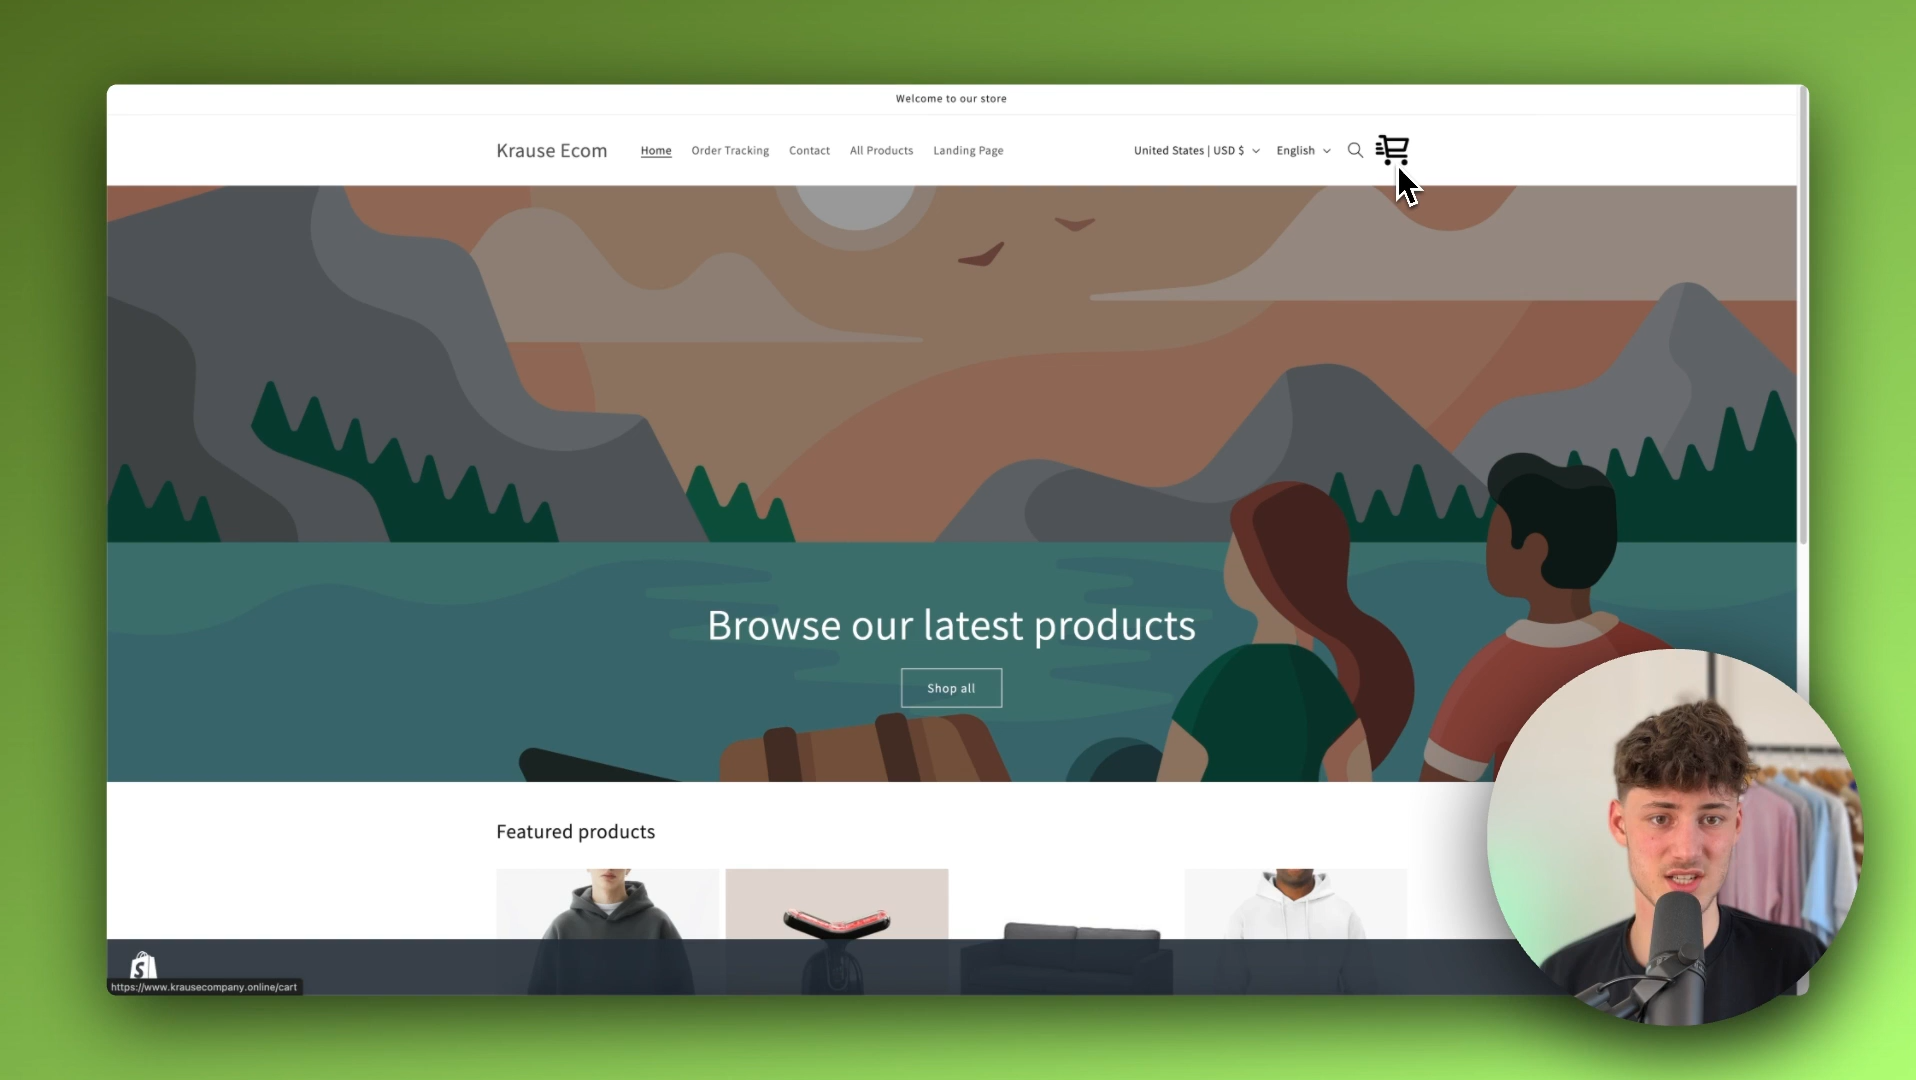 Welcome to our store
Krause Ecom Home Order Tracking Contact All Products Landing Page United States | USD $ English
Browse our latest products
Shop all
Featured products
S
https://www.krausecompany.online/cart